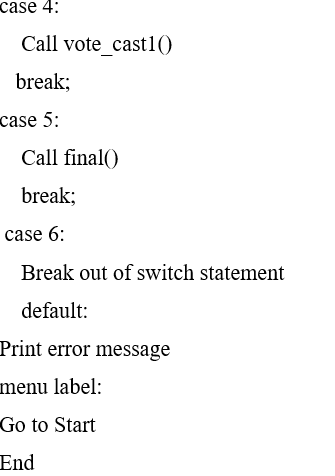 case 4:
Call vote_cast1()
break;
case 5:
Call final()
break;
case 6:
Break out of switch statement
default:
Print error message
menu label:
Go to Start
End